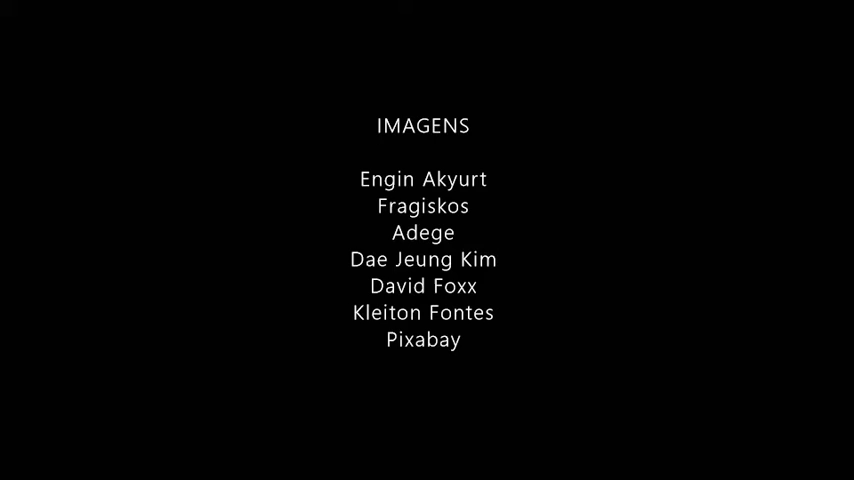 IMAGENS
Engin Akyurt
Fragiskos
Adege
Dae Jeung Kim
David Foxx
Kleiton Fontes
Pixabay